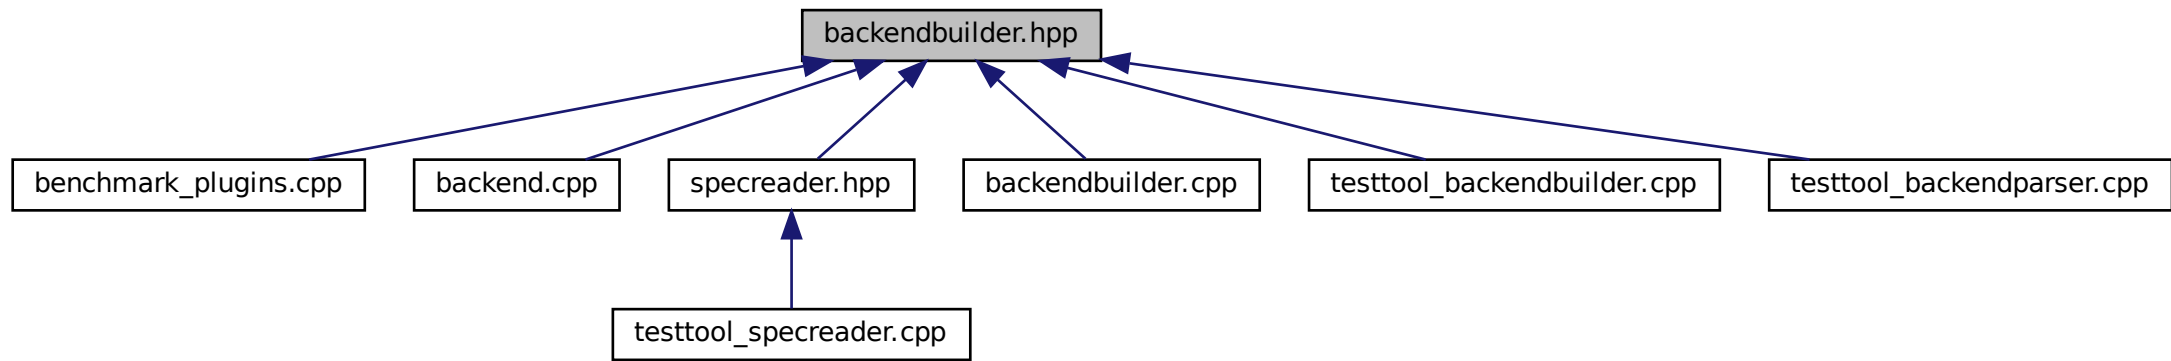 backendbuilder.hpp
benchmark_plugins.cpp
backend.cpp
specreader.hpp
backendbuilder.cpp
testtool_backendbuilder.cpp
testtool_backendparser.cpp
testtool_specreader.cpp